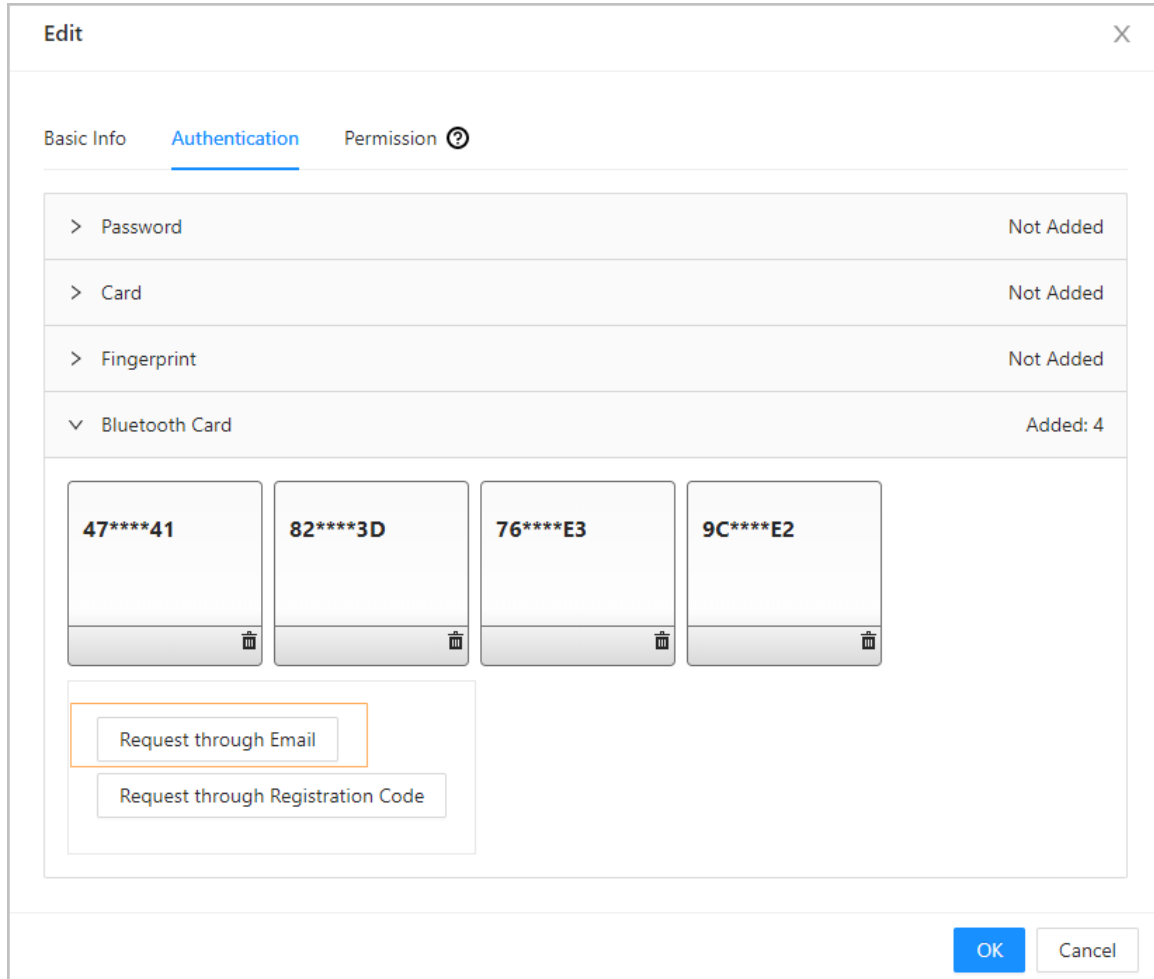 Edit X
Basic Info Authentication Permission ?
> Password Not Added
> Card Not Added
> Fingerprint Not Added
Bluetooth Card Added: 4
47****41 82****3D 76****E3 9C****E2
Request through Email
Request through Registration Code
OK Cancel